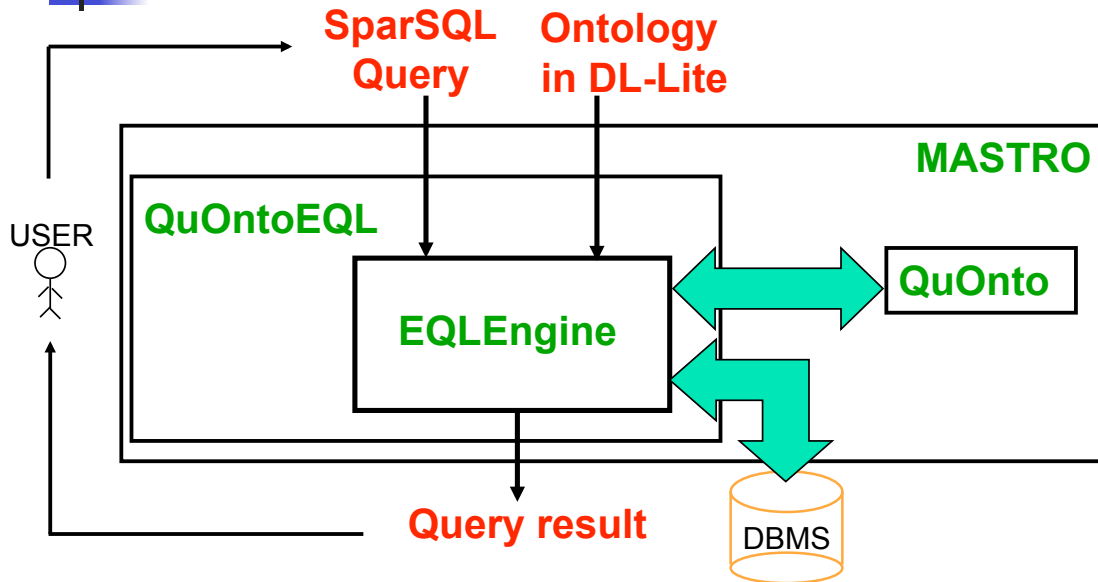 SparSQL
Query
Ontology
in DL-Lite
MASTRO
QuOntoEQL
USER
QuOnto
EQLEngine
Query result
DBMS